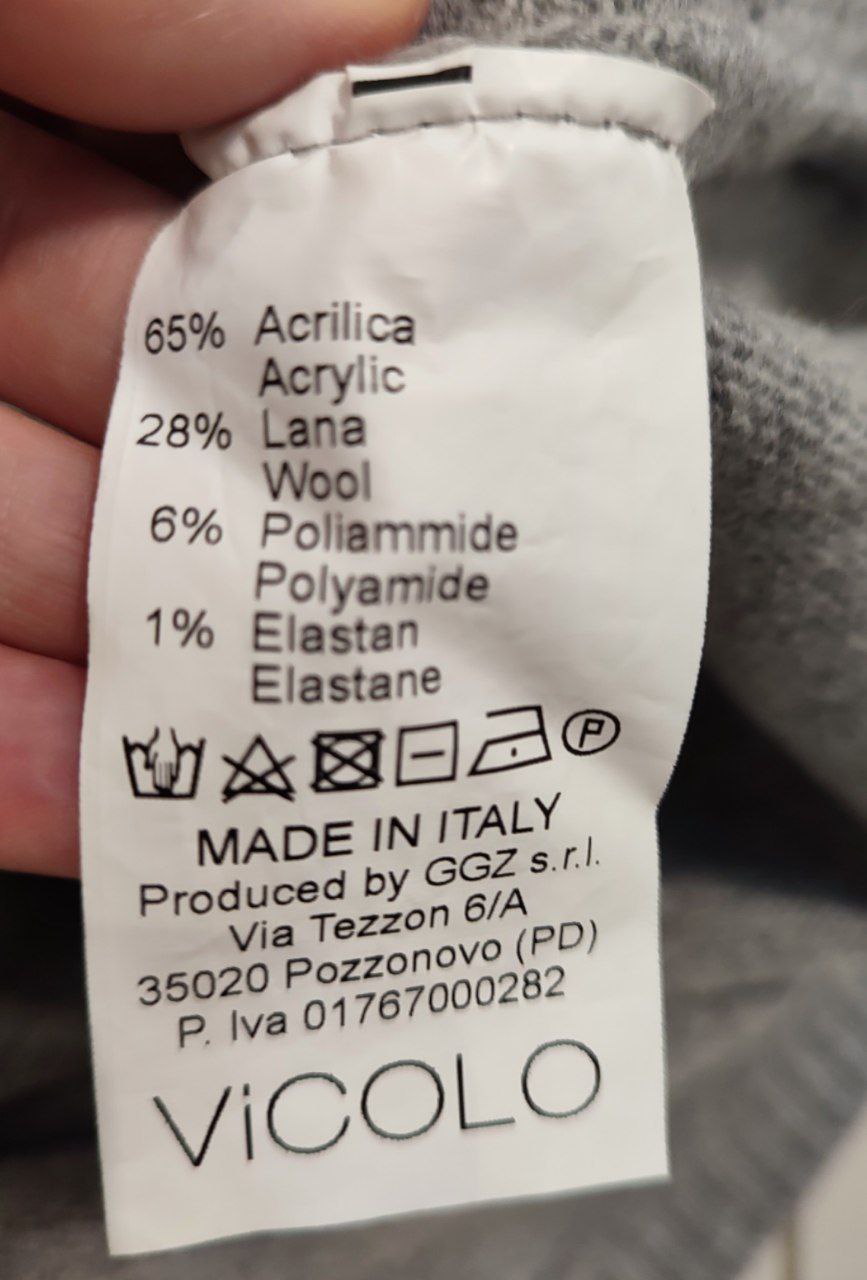 65% Acrilica
Acrylic
28% Lana
Wool
6% Poliammide
Polyamide
1% Elastan
Elastane
P
MADE IN ITALY
Produced by GGZ s.r.l.
Via Tezzon 6/A
35020 Pozzonovo (PD)
P. Iva 01767000282
ViCOLO